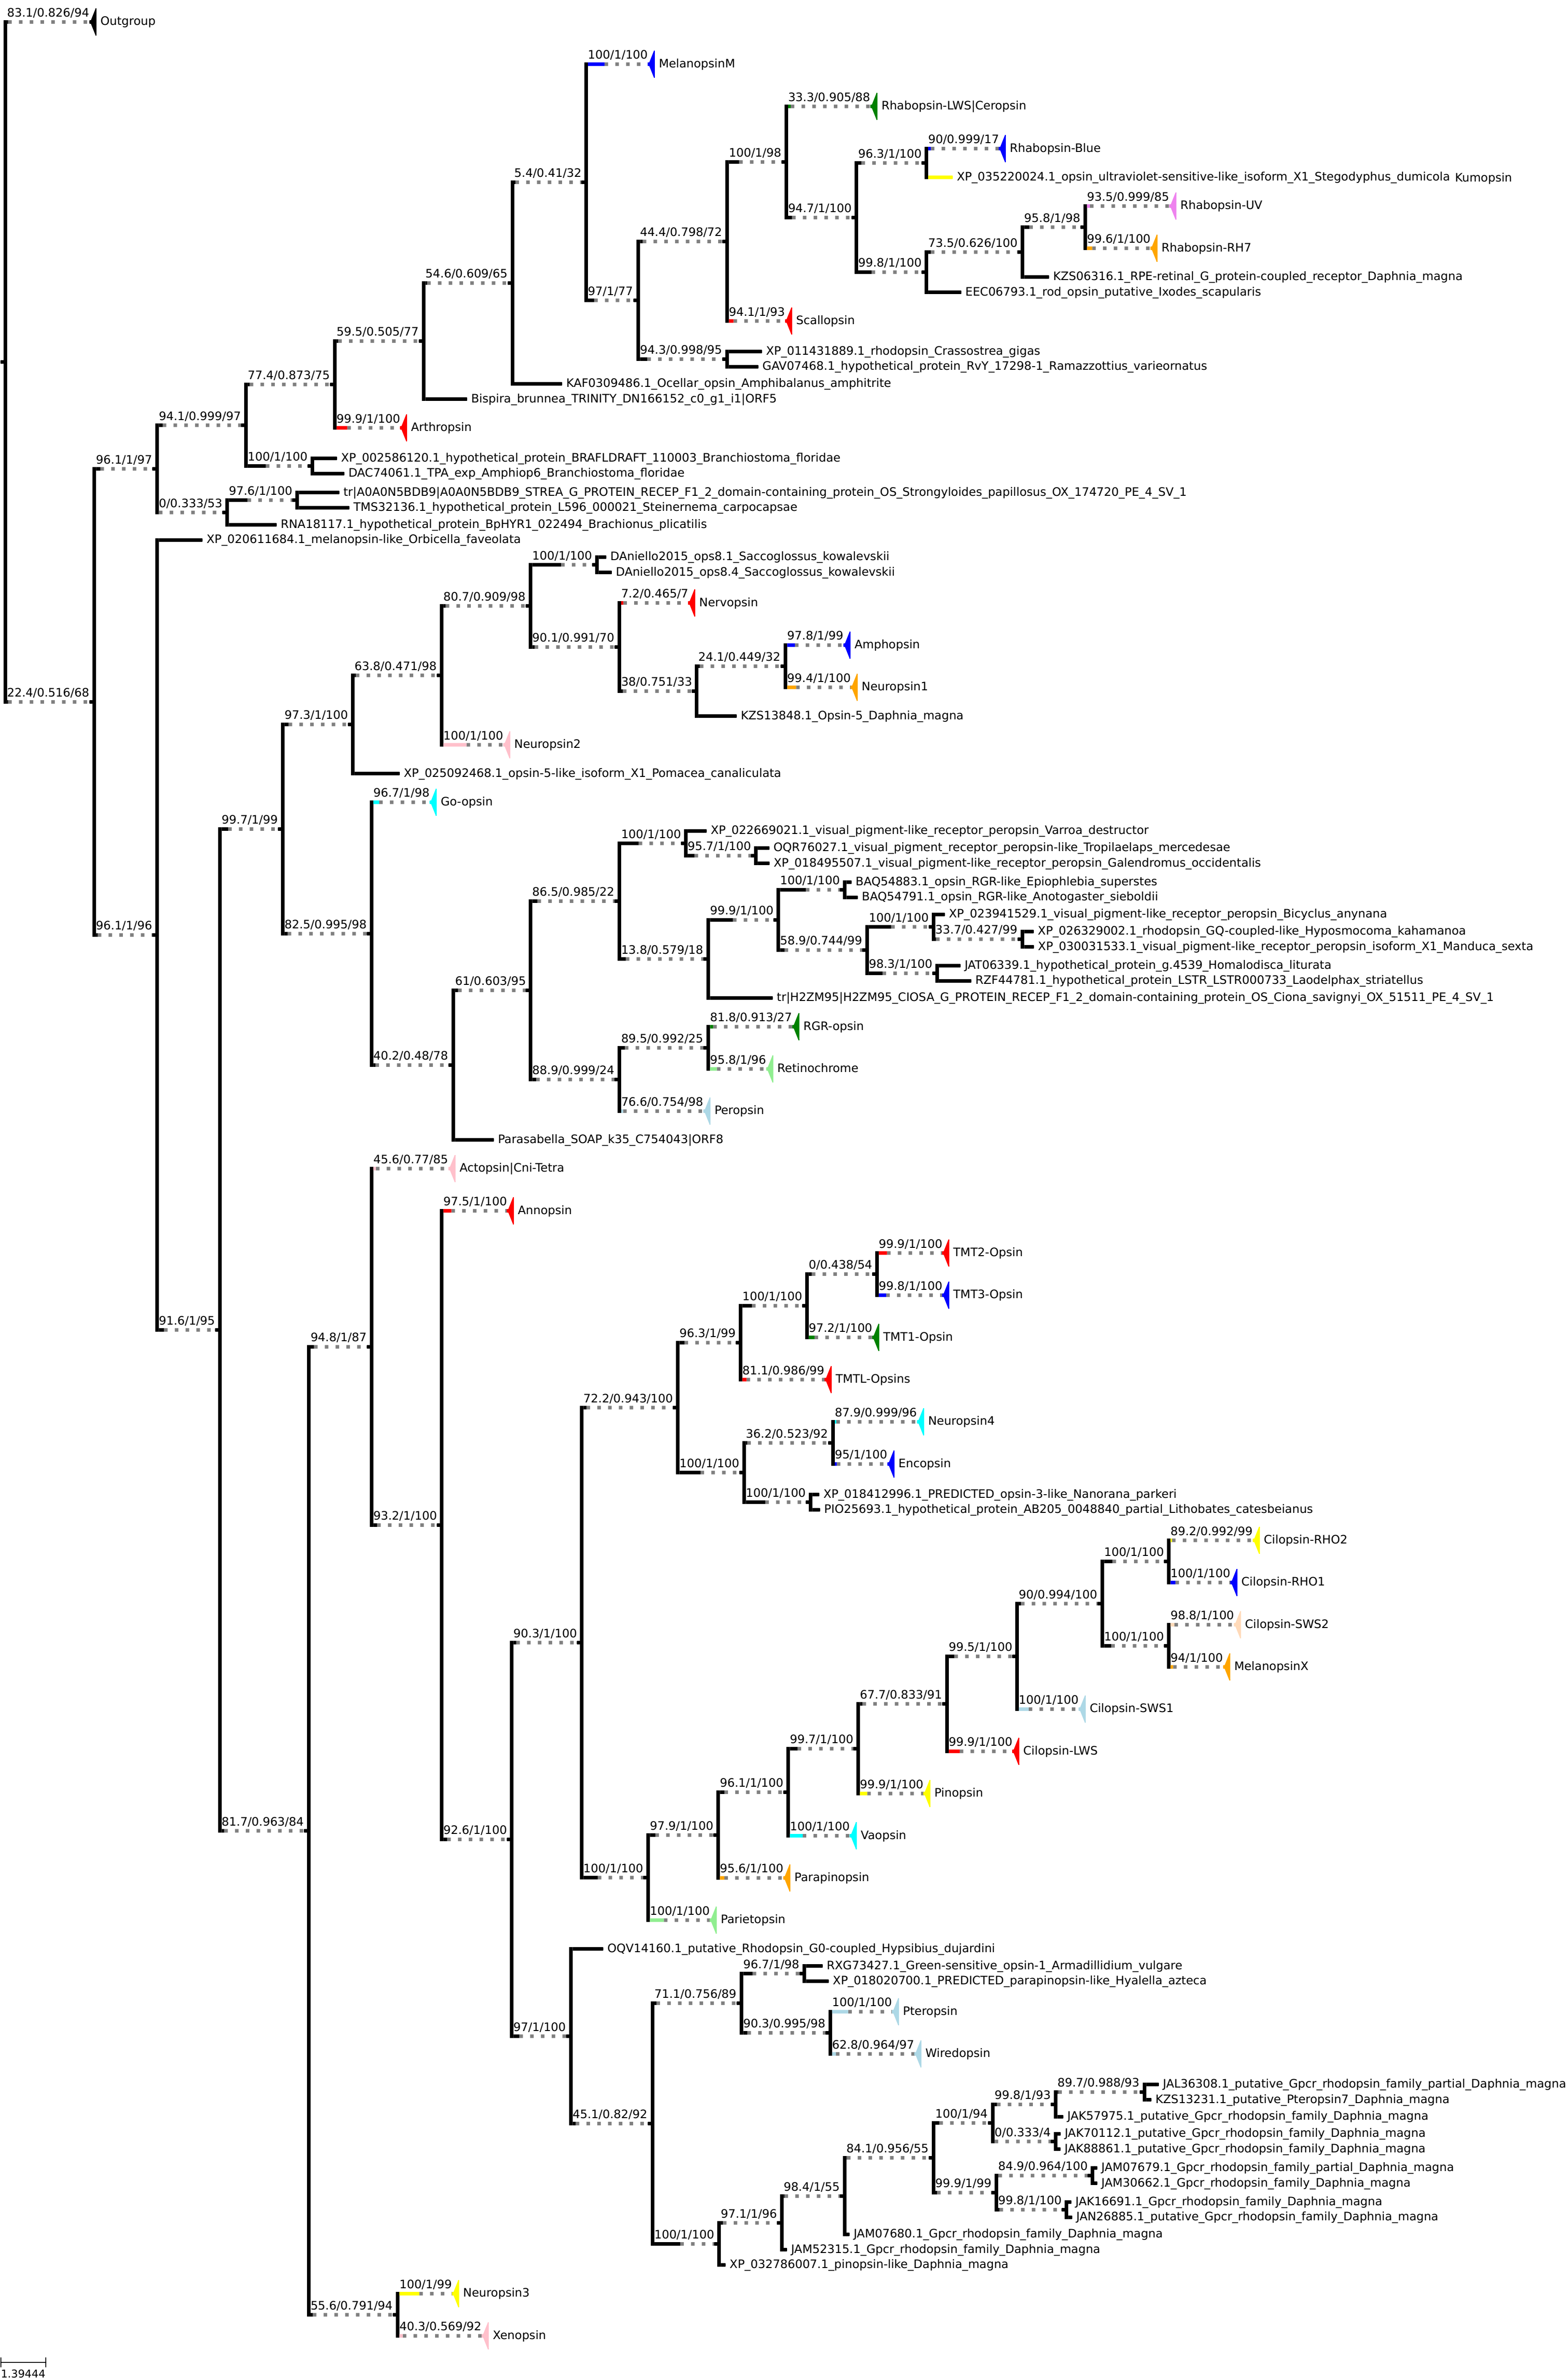 83.1/0.826/94 Outgroup
100/1/100 MelanopsinM
33.3/0.905/88 Rhabopsin-LWS|Ceropsin
90/0.999/17 Rhabopsin-Blue
100/1/98
96.3/1/100
5.4/0.41/32
XP_035220024.1_opsin_ultraviolet-sensitive-like_isoform_X1_Stegodyphus_dumicola Kumopsin
93.5/0.999/85 Rhabopsin-UV
94.7/1/100
95.8/1/98
44.4/0.798/72
99.6/1/100 Rhabopsin-RH7
73.5/0.626/100
99.8/1/100
54.6/0.609/65
KZS06316.1_RPE-retinal_G_protein-coupled_receptor_Daphnia_magna
97/1/77
EEC06793.1_rod_opsin_putative_Ixodes_scapularis
94.1/1/93 Scallopsin
59.5/0.505/77
94.3/0.998/95
XP_011431889.1_rhodopsin_Crassostrea_gigas
GAV07468.1_hypothetical_protein_RvY_17298-1_Ramazzottius_varieornatus
77.4/0.873/75
KAF0309486.1_Ocellar_opsin_Amphibalanus_amphitrite
Bispira_brunnea_TRINITY_DN166152_c0_g1_i1|ORF5
94.1/0.999/97
99.9/1/100 Arthropsin
96.1/1/97
100/1/100
XP_002586120.1_hypothetical_protein_BRAFLDRAFT_110003_Branchiostoma_floridae
DAC74061.1_TPA_exp_Amphiop6_Branchiostoma_floridae
0/0.333/53
97.6/1/100
tr|A0A0N5BDB9|A0A0N5BDB9_STREA_G_PROTEIN_RECEP_F1_2_domain-containing_protein_OS_Strongyloides_papillosus_OX_174720_PE_4_SV_1
TMS32136.1_hypothetical_protein_L596_000021_Steinernema_carpocapsae
RNA18117.1_hypothetical_protein_BpHYR1_022494_Brachionus_plicatilis
XP_020611684.1_melanopsin-like_Orbicella_faveolata
100/1/100
DAniello2015_ops8.1_Saccoglossus_kowalevskii
DAniello2015_ops8.4_Saccoglossus_kowalevskii
80.7/0.909/98
7.2/0.465/7 Nervopsin
90.1/0.991/70
97.8/1/99 Amphopsin
24.1/0.449/32
63.8/0.471/98
38/0.751/33
99.4/1/100 Neuropsin1
22.4/0.516/68
97.3/1/100
KZS13848.1_Opsin-5_Daphnia_magna
100/1/100 Neuropsin2
XP_025092468.1_opsin-5-like_isoform_X1_Pomacea_canaliculata
96.7/1/98 Go-opsin
99.7/1/99
100/1/100
XP_022669021.1_visual_pigment-like_receptor_peropsin_Varroa_destructor
95.7/1/100
OQR76027.1_visual_pigment_receptor_peropsin-like_Tropilaelaps_mercedesae
XP_018495507.1_visual_pigment-like_receptor_peropsin_Galendromus_occidentalis
100/1/100
BAQ54883.1_opsin_RGR-like_Epiophlebia_superstes
86.5/0.985/22
BAQ54791.1_opsin_RGR-like_Anotogaster_sieboldii
99.9/1/100
100/1/100
XP_023941529.1_visual_pigment-like_receptor_peropsin_Bicyclus_anynana
96.1/1/96
82.5/0.995/98
33.7/0.427/99
XP_026329002.1_rhodopsin_GQ-coupled-like_Hyposmocoma_kahamanoa
58.9/0.744/99
XP_030031533.1_visual_pigment-like_receptor_peropsin_isoform_X1_Manduca_sexta
13.8/0.579/18
98.3/1/100
JAT06339.1_hypothetical_protein_g.4539_Homalodisca_liturata
RZF44781.1_hypothetical_protein_LSTR_LSTR000733_Laodelphax_striatellus
61/0.603/95
tr|H2ZM95|H2ZM95_CIOSA_G_PROTEIN_RECEP_F1_2_domain-containing_protein_OS_Ciona_savignyi_OX_51511_PE_4_SV_1
81.8/0.913/27 RGR-opsin
89.5/0.992/25
40.2/0.48/78
95.8/1/96 Retinochrome
88.9/0.999/24
76.6/0.754/98 Peropsin
Parasabella_SOAP_k35_C754043|ORF8
45.6/0.77/85 Actopsin|Cni-Tetra
97.5/1/100 Annopsin
99.9/1/100 TMT2-Opsin
0/0.438/54
99.8/1/100 TMT3-Opsin
100/1/100
91.6/1/95
97.2/1/100 TMT1-Opsin
94.8/1/87
96.3/1/99
81.1/0.986/99 TMTL-Opsins
72.2/0.943/100
87.9/0.999/96 Neuropsin4
36.2/0.523/92
100/1/100
95/1/100 Encopsin
100/1/100
XP_018412996.1_PREDICTED_opsin-3-like_Nanorana_parkeri
PIO25693.1_hypothetical_protein_AB205_0048840_partial_Lithobates_catesbeianus
93.2/1/100
89.2/0.992/99 Cilopsin-RHO2
100/1/100
100/1/100 Cilopsin-RHO1
90/0.994/100
98.8/1/100 Cilopsin-SWS2
90.3/1/100
100/1/100
99.5/1/100
94/1/100 MelanopsinX
67.7/0.833/91
100/1/100 Cilopsin-SWS1
99.7/1/100
99.9/1/100 Cilopsin-LWS
96.1/1/100
99.9/1/100 Pinopsin
81.7/0.963/84
92.6/1/100
97.9/1/100
100/1/100 Vaopsin
100/1/100
95.6/1/100 Parapinopsin
100/1/100 Parietopsin
OQV14160.1_putative_Rhodopsin_G0-coupled_Hypsibius_dujardini
96.7/1/98
RXG73427.1_Green-sensitive_opsin-1_Armadillidium_vulgare
XP_018020700.1_PREDICTED_parapinopsin-like_Hyalella_azteca
71.1/0.756/89
100/1/100 Pteropsin
97/1/100
90.3/0.995/98
62.8/0.964/97 Wiredopsin
89.7/0.988/93
JAL36308.1_putative_Gpcr_rhodopsin_family_partial_Daphnia_magna
99.8/1/93
KZS13231.1_putative_Pteropsin7_Daphnia_magna
45.1/0.82/92
100/1/94
JAK57975.1_putative_Gpcr_rhodopsin_family_Daphnia_magna
0/0.333/4
JAK70112.1_putative_Gpcr_rhodopsin_family_Daphnia_magna
JAK88861.1_putative_Gpcr_rhodopsin_family_Daphnia_magna
84.1/0.956/55
84.9/0.964/100
JAM07679.1_Gpcr_rhodopsin_family_partial_Daphnia_magna
99.9/1/99
JAM30662.1_Gpcr_rhodopsin_family_Daphnia_magna
98.4/1/55
99.8/1/100
JAK16691.1_Gpcr_rhodopsin_family_Daphnia_magna
97.1/1/96
JAN26885.1_putative_Gpcr_rhodopsin_family_Daphnia_magna
100/1/100
JAM07680.1_Gpcr_rhodopsin_family_Daphnia_magna
JAM52315.1_Gpcr_rhodopsin_family_Daphnia_magna
XP_032786007.1_pinopsin-like_Daphnia_magna
100/1/99 Neuropsin3
55.6/0.791/94
40.3/0.569/92 Xenopsin
1.39444